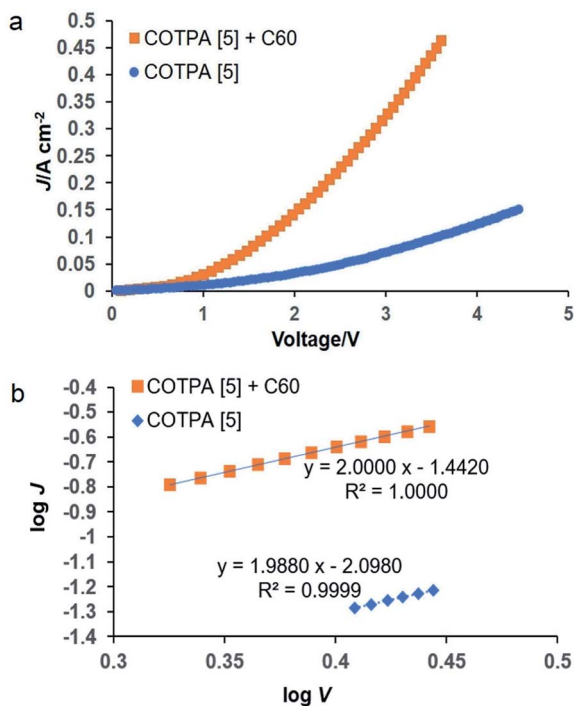 a
COTPA [5] + C60
COTPA [5]
J/A cm-2
0.5
0.45
0.4
0.35
0.3
0.25
0.2
0.15
0.1
0.05
0
0 1 2 3 4 5
Voltage/V
b
COTPA [5] + C60
COTPA [5]
log J
-0.4
-0.5
-0.6
-0.7
-0.8
-0.9
-1
-1.1
-1.2
-1.3
-1.4
y = 2.0000 x - 1.4420
R² = 1.0000
y = 1.9880 x - 2.0980
R² = 0.9999
0.3 0.35 0.4 0.45 0.5
log V